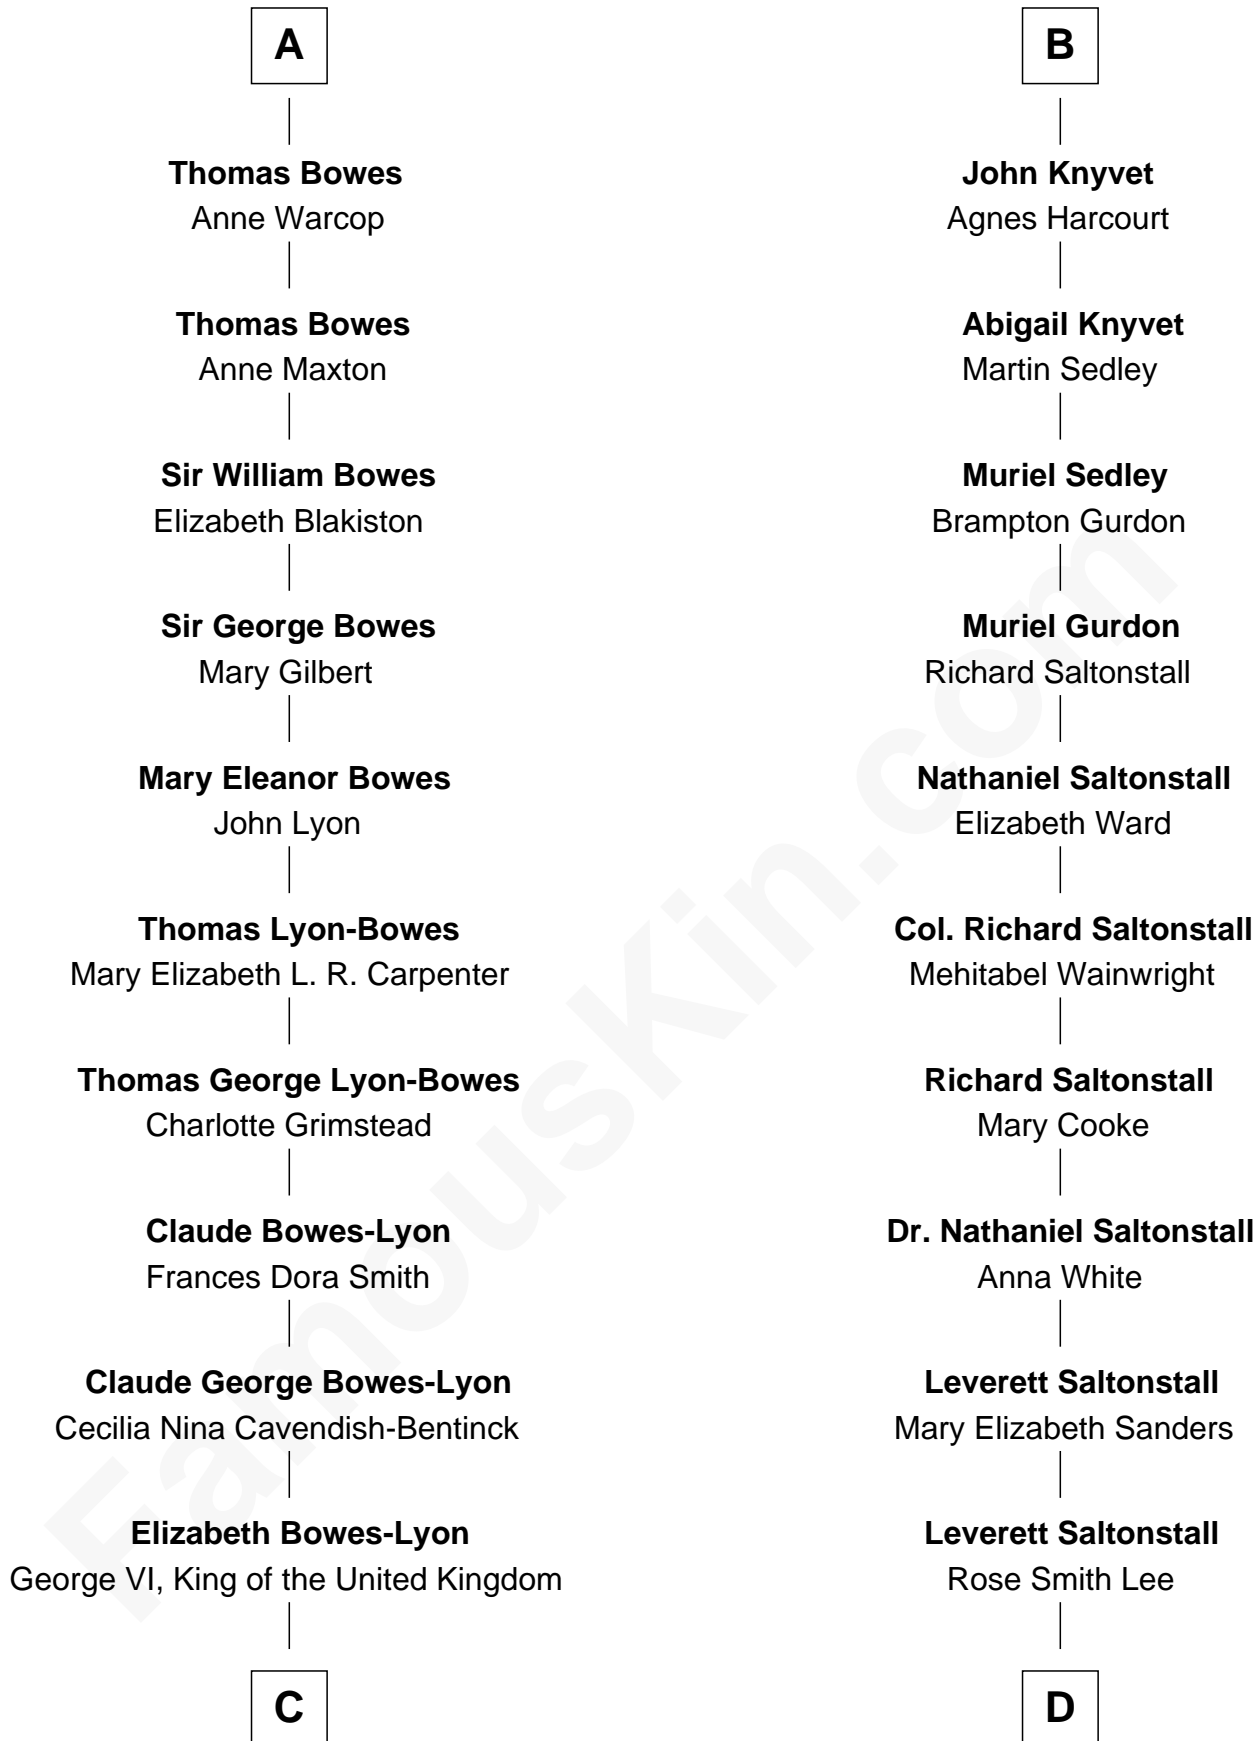 A
Thomas Bowes
Anne Warcop
Thomas Bowes
Anne Maxton
Sir William Bowes
Elizabeth Blakiston
Sir George Bowes
Mary Gilbert
Mary Eleanor Bowes
John Lyon
Thomas Lyon-Bowes
Mary Elizabeth L. R. Carpenter
Thomas George Lyon-Bowes
Charlotte Grimstead
Claude Bowes-Lyon
Frances Dora Smith
Claude George Bowes-Lyon
Cecilia Nina Cavendish-Bentinck
Elizabeth Bowes-Lyon
George VI, King of the United Kingdom
C
B
John Knyvet
Agnes Harcourt
Abigail Knyvet
Martin Sedley
Muriel Sedley
Brampton Gurdon
Muriel Gurdon
Richard Saltonstall
Nathaniel Saltonstall
Elizabeth Ward
Col. Richard Saltonstall
Mehitabel Wainwright
Richard Saltonstall
Mary Cooke
Dr. Nathaniel Saltonstall
Anna White
Leverett Saltonstall
Mary Elizabeth Sanders
Leverett Saltonstall
Rose Smith Lee
D
FamousKin.com